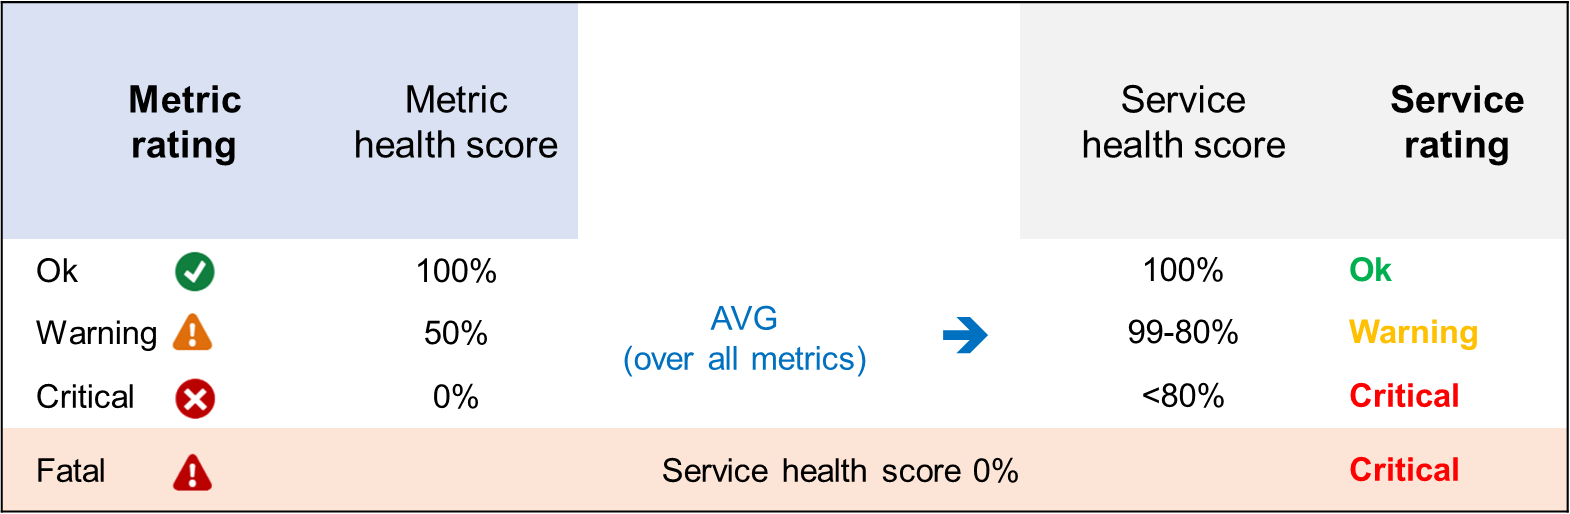 Metric
rating
Metric
health score
Service
health score
Service
rating
Ok 100% 100% Ok
Warning 50% AVG
(over all metrics) 99-80% Warning
Critical 0% <80% Critical
Fatal Service health score 0% Critical